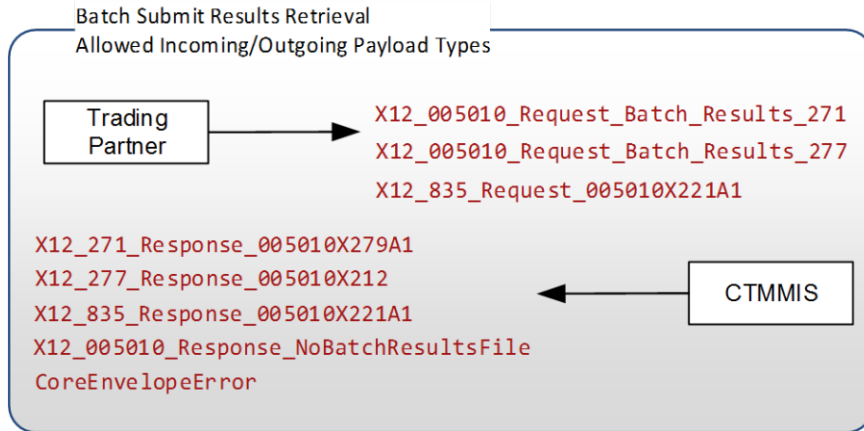 Batch Submit Results Retrieval
Allowed Incoming/Outgoing Payload Types
Trading
Partner
X12_005010_Request_Batch_Results_271
X12_005010_Request_Batch_Results_277
X12_835_Request_005010X221A1
X12_271_Response_005010X279A1
X12_277_Response_005010X212
X12_835_Response_005010X221A1
X12_005010_Response_NoBatchResultsFile
CoreEnvelopeError
CTMMIS